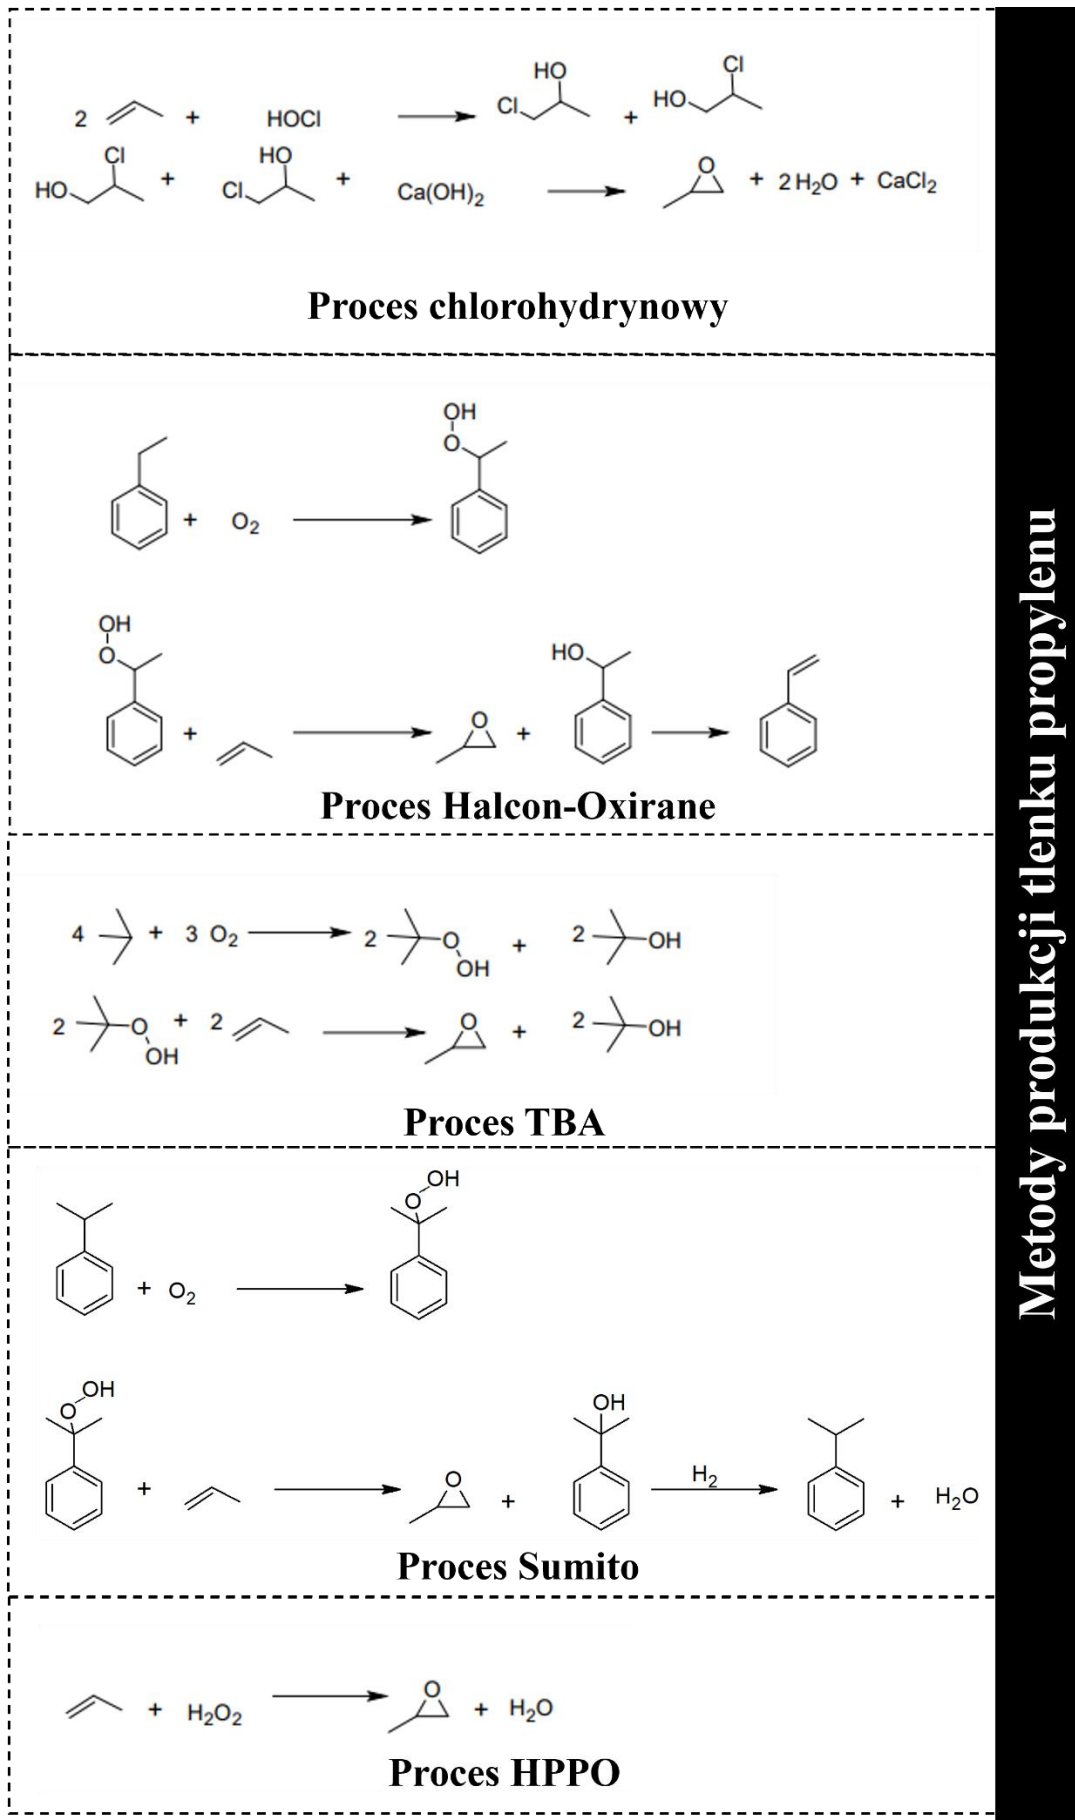 HO
Cl
Cl
HO
2 + HOCl +
Cl
HO
HO + Cl + Ca(OH)2 O + 2 H2O + CaCl2
Proces chlorohydrynowy
OH
O
+ O2
OH
O
HO
+ O +
Proces Halcon-Oxirane
4 + 3 O2 2 O OH + 2 OH
2 O OH + 2 O + 2 OH
Proces TBA
OH
O
+ O2
OH
O
OH
+ O + H2 + H2O
Proces Sumito
+ H2O2 O + H2O
Proces HPPO
Metody produkcji tlenku propylenu